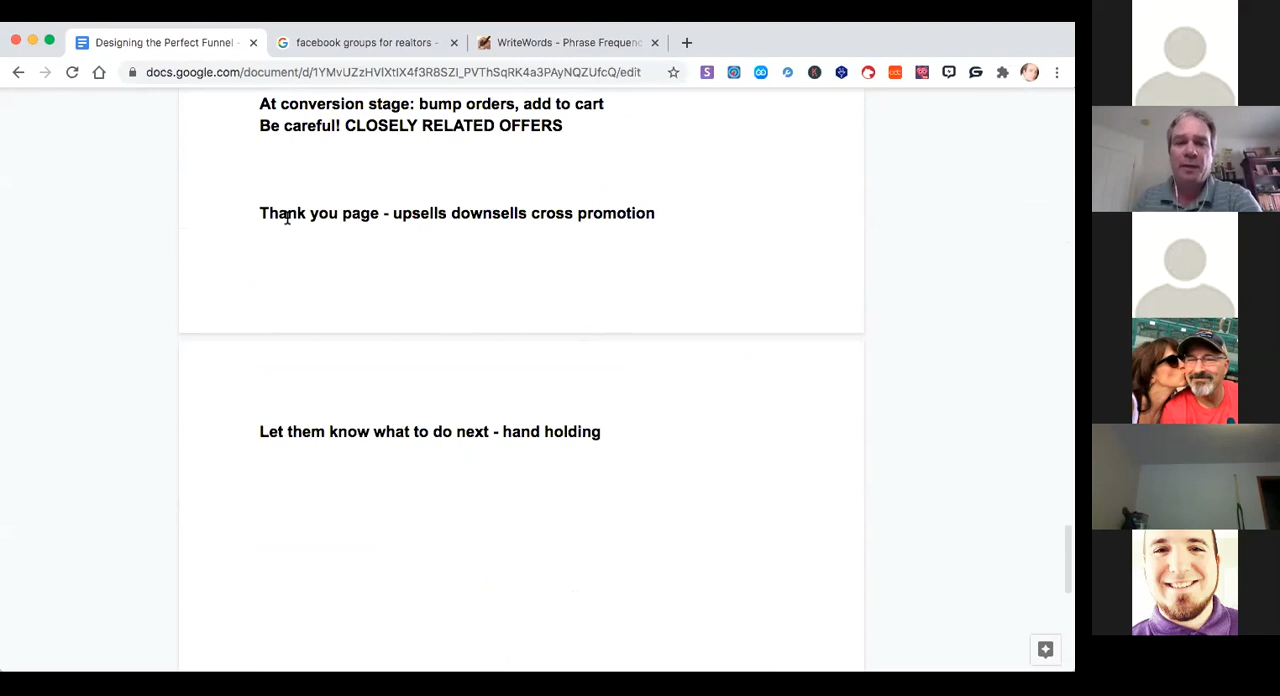 Designing the Perfect Funnel -
facebook groups for realtors -
WriteWords - Phrase Frequenc
docs.google.com/document/d/1YMvUZzHVIXtIX4f3R8SZI_PVThSqRK4a3PAyNQZUfcQ/edit
At conversion stage: bump orders, add to cart
Be careful! CLOSELY RELATED OFFERS
Thank you page - upsells downsells cross promotion
Let them know what to do next - hand holding